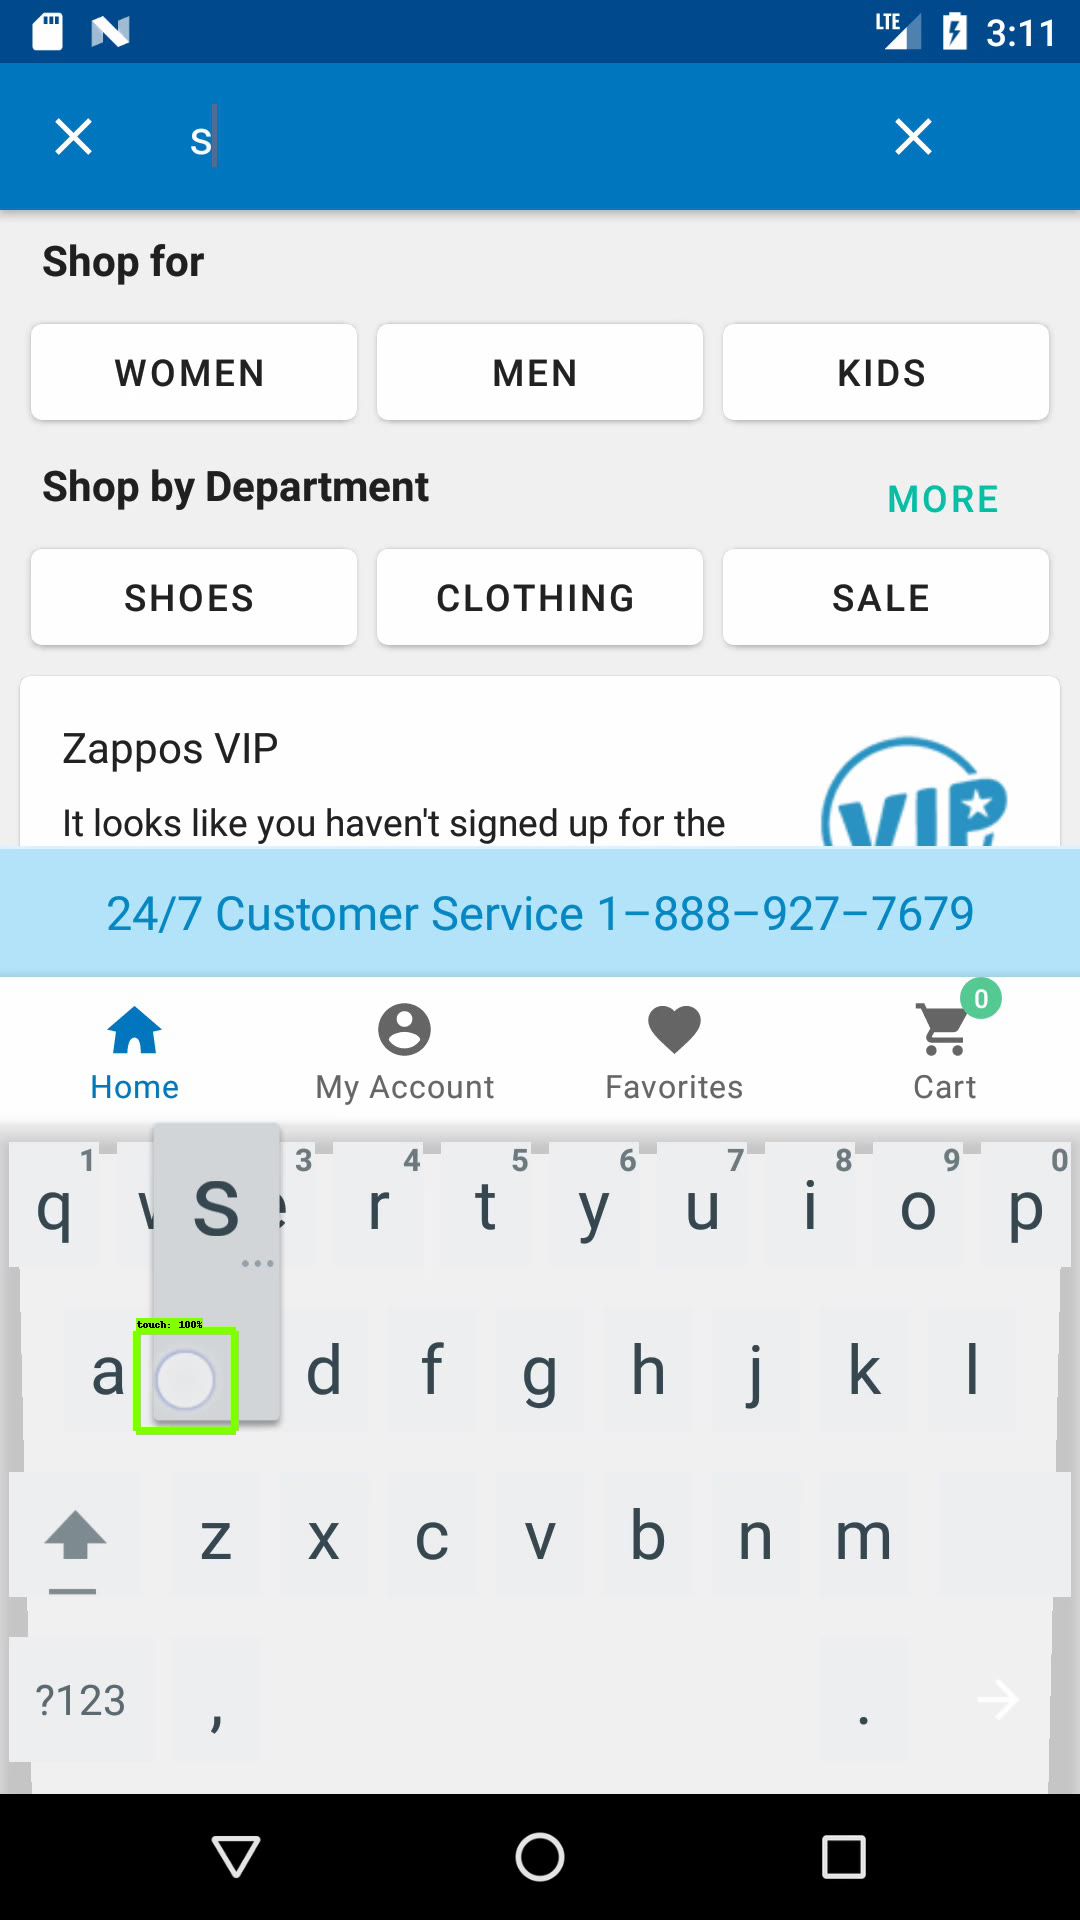 LTE 3:11
s
Shop for
WOMEN MEN KIDS
Shop by Department MORE
SHOES CLOTHING SALE
Zappos VIP
It looks like you haven't signed up for the
VIP
24/7 Customer Service 1-888-927-7679
0
Home My Account Favorites Cart
1 3 4 5 6 7 8 9 0
q w s e r t y u i o p
touch: 100%
a d f g h j k l
z x c v b n m
?123 , .